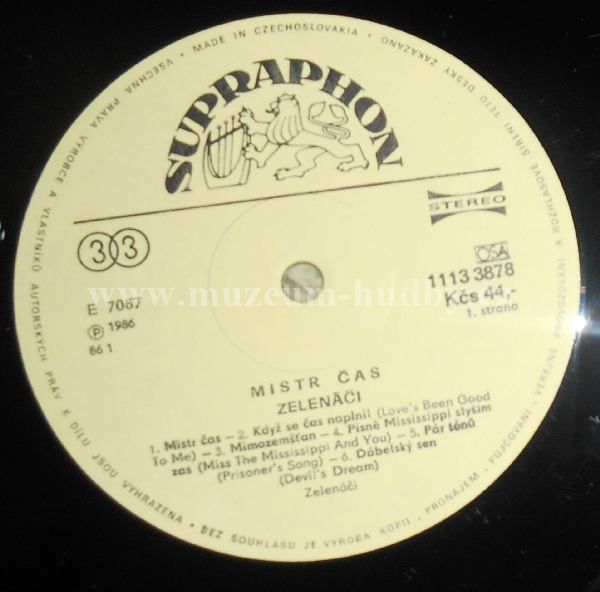 VŠECHNA PRÁVA VÝROBCE A VLASTNÍKŮ AUTORSKÝCH PRÁV K DÍLU JSOU VYHRAZENA • BEZ SOUHLASU JE VÝROBA KOPIÍ, PRONÁJEM, PŮJČOVÁNÍ, VEŘEJNÉ PROVOZOVÁNÍ A ROZHLASOVÉ ŠÍŘENÍ TÉTO DESKY ZAKÁZÁNO • MADE IN CZECHOSLOVAKIA •
SUPRAPHON
STEREO
33
OSA
1113 3878
Kčs 44,-
1. strana
E 7087
Ⓟ 1986
86 1
www.muzeum-hudby
MISTR ČAS
ZELENÁČI
1. Mistr čas – 2. Když se čas naplnil (Love's Been Good
To Me) – 3. Mimozemšťan – 4. Písně Mississippi slyším
zas (Miss The Mississippi And You) – 5. Pár tónů
(Prisoner's Song) – 6. Ďábelský sen
(Devil's Dream)
Zelenáči